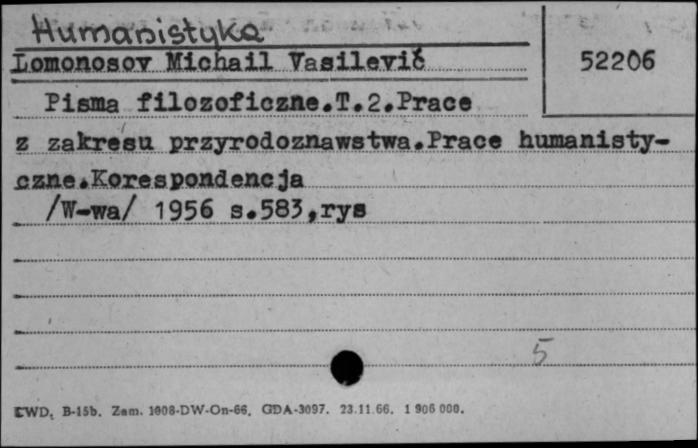 Humanistyka
Lomonosov Michail Vasilevič
52206
Pisma filozoficzne.T.2.Prace
z zakresu przyrodoznawstwa.Prace humanisty-
czne.Korespondencja
/W-wa/ 1956 s.583,rys
5
CWD, B-15b. Zam. 1008-DW-On-66. GDA-3097. 23.11.66. 1 906 000.